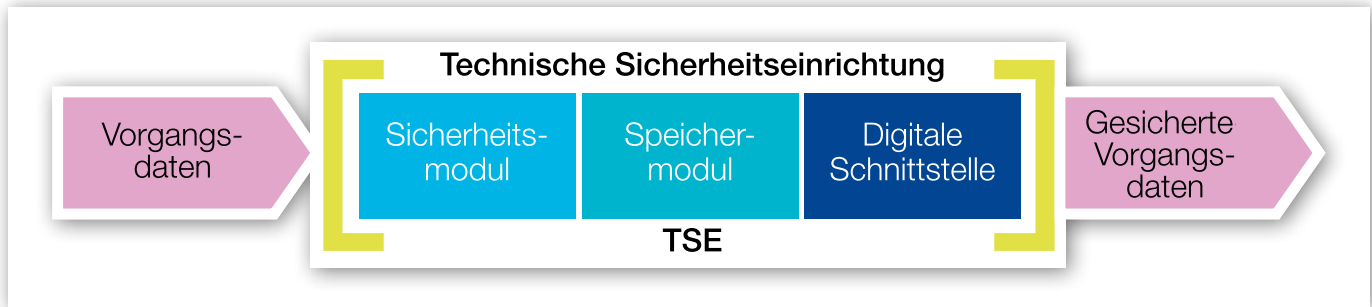 Technische Sicherheitseinrichtung
Vorgangs-
daten
Sicherheits-
modul
Speicher-
modul
Digitale
Schnittstelle
Gesicherte
Vorgangs-
daten
TSE